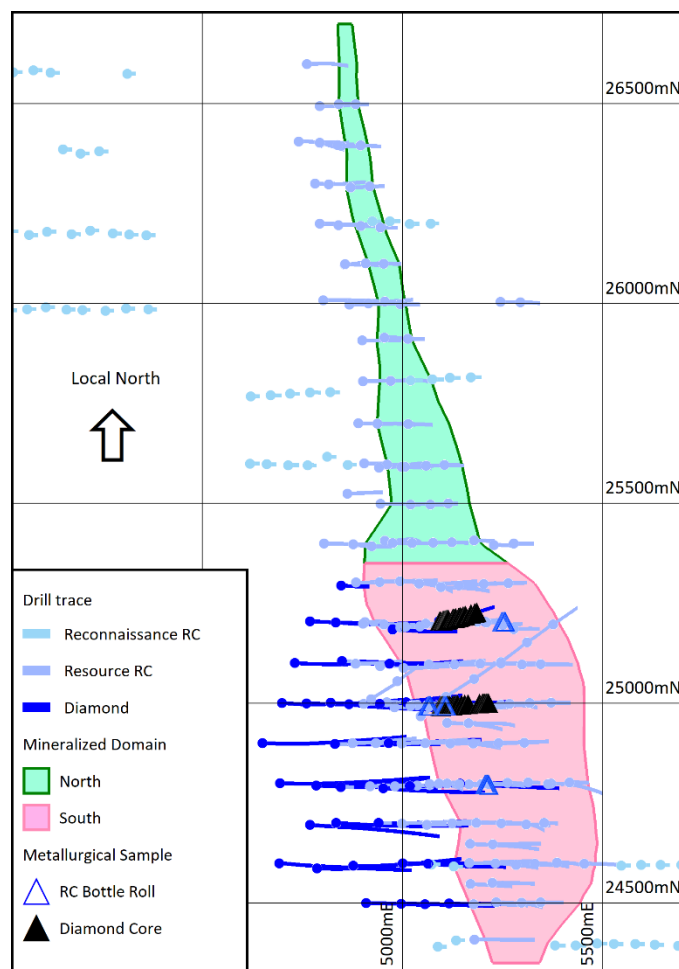 26500mN
26000mN
Local North
25500mN
Drill trace
Reconnaissance RC
Resource RC
Diamond
Mineralized Domain
North
South
Metallurgical Sample
RC Bottle Roll
Diamond Core
25000mN
24500mN
5000mE
5500mE